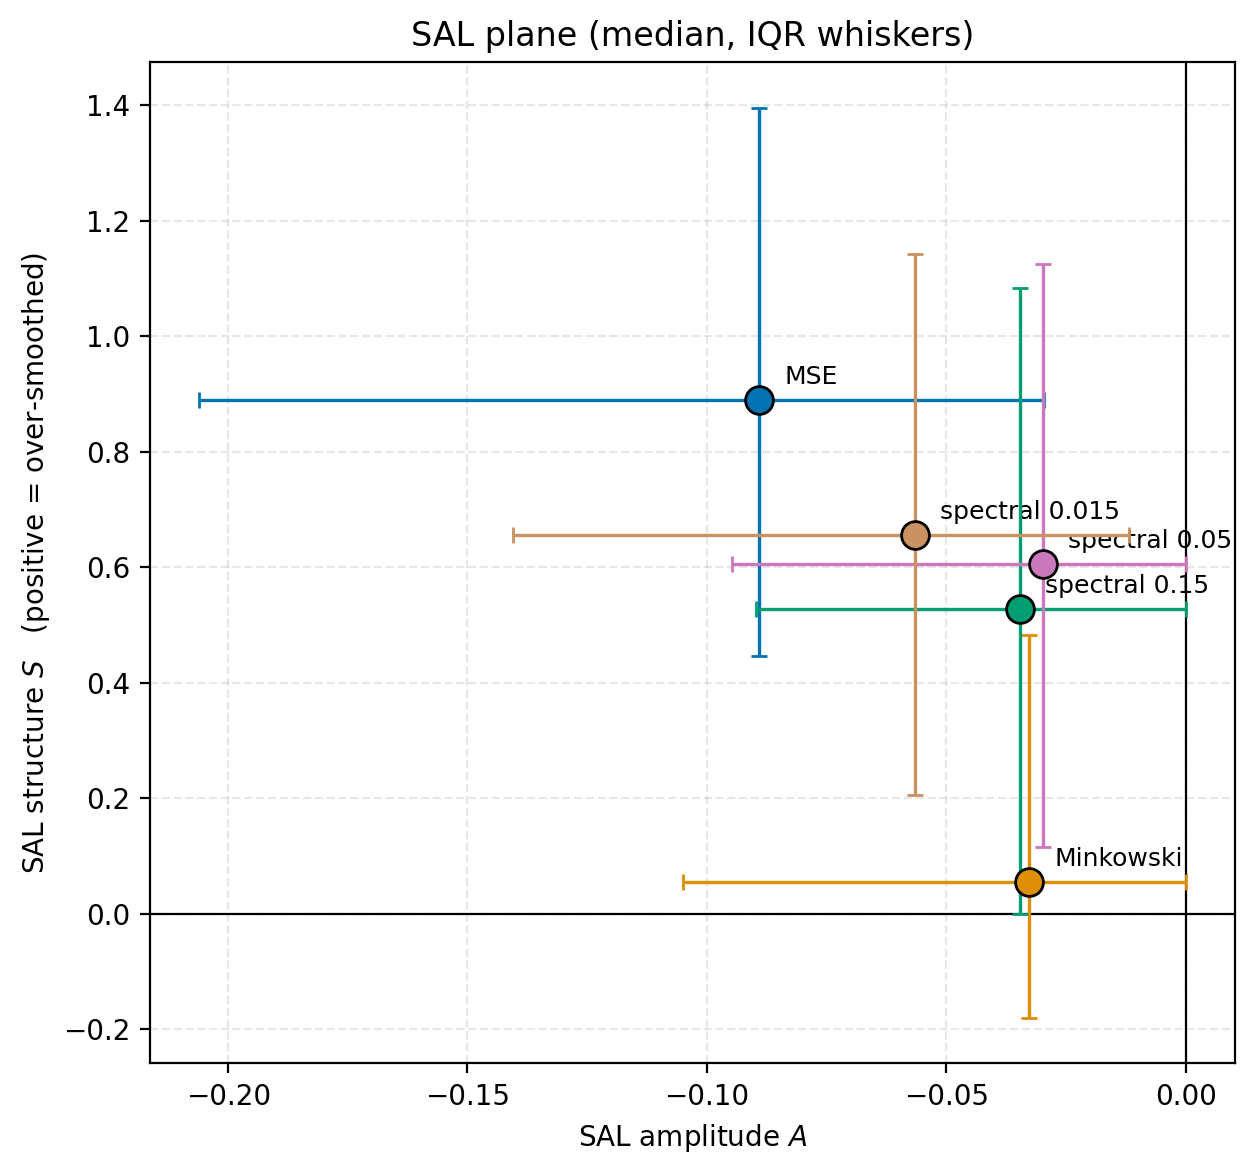 SAL plane (median, IQR whiskers)
SAL structure S (positive = over-smoothed)
1.4
1.2
1.0
0.8
0.6
0.4
0.2
0.0
−0.2
MSE
spectral 0.015
spectral 0.05
spectral 0.15
Minkowski
−0.20
−0.15
−0.10
−0.05
0.00
SAL amplitude A